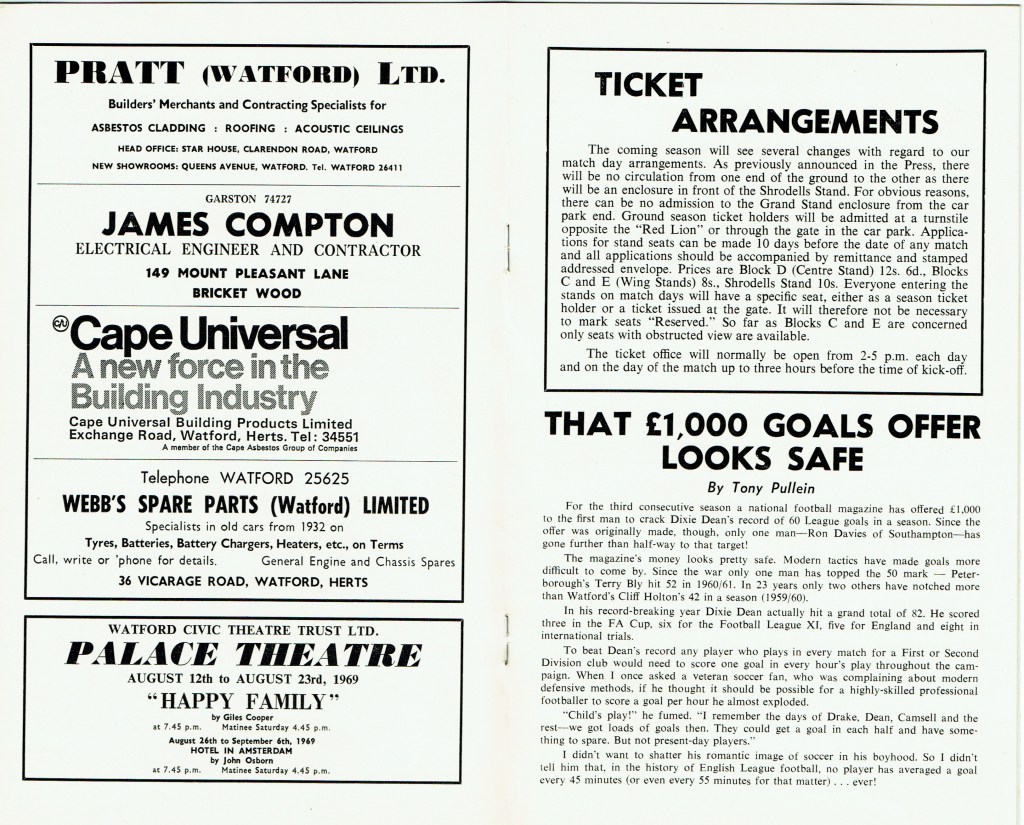 PRATT (WATFORD) LTD.
Builders' Merchants and Contracting Specialists for
ASBESTOS CLADDING : ROOFING : ACOUSTIC CEILINGS
HEAD OFFICE: STAR HOUSE, CLARENDON ROAD, WATFORD
NEW SHOWROOMS: QUEENS AVENUE, WATFORD. Tel. WATFORD 26411
GARSTON 74727
JAMES COMPTON
ELECTRICAL ENGINEER AND CONTRACTOR
149 MOUNT PLEASANT LANE
BRICKET WOOD
C/U Cape Universal
A new force in the
Building Industry
Cape Universal Building Products Limited
Exchange Road, Watford, Herts. Tel: 34551
A member of the Cape Asbestos Group of Companies
Telephone WATFORD 25625
WEBB'S SPARE PARTS (Watford) LIMITED
Specialists in old cars from 1932 on
Tyres, Batteries, Battery Chargers, Heaters, etc., on Terms
Call, write or 'phone for details. General Engine and Chassis Spares
36 VICARAGE ROAD, WATFORD, HERTS
WATFORD CIVIC THEATRE TRUST LTD.
PALACE THEATRE
AUGUST 12th to AUGUST 23rd, 1969
"HAPPY FAMILY"
by Giles Cooper
at 7.45 p.m. Matinee Saturday 4.45 p.m.
August 26th to September 6th, 1969
HOTEL IN AMSTERDAM
by John Osborn
at 7.45 p.m. Matinee Saturday 4.45 p.m.
TICKET
ARRANGEMENTS
The coming season will see several changes with regard to our
match day arrangements. As previously announced in the Press, there
will be no circulation from one end of the ground to the other as there
will be an enclosure in front of the Shrodells Stand. For obvious reasons,
there can be no admission to the Grand Stand enclosure from the car
park end. Ground season ticket holders will be admitted at a turnstile
opposite the "Red Lion" or through the gate in the car park. Applica-
tions for stand seats can be made 10 days before the date of any match
and all applications should be accompanied by remittance and stamped
addressed envelope. Prices are Block D (Centre Stand) 12s. 6d., Blocks
C and E (Wing Stands) 8s., Shrodells Stand 10s. Everyone entering the
stands on match days will have a specific seat, either as a season ticket
holder or a ticket issued at the gate. It will therefore not be necessary
to mark seats "Reserved." So far as Blocks C and E are concerned
only seats with obstructed view are available.
The ticket office will normally be open from 2-5 p.m. each day
and on the day of the match up to three hours before the time of kick-off.
THAT £1,000 GOALS OFFER
LOOKS SAFE
By Tony Pullein
For the third consecutive season a national football magazine has offered £1,000
to the first man to crack Dixie Dean's record of 60 League goals in a season. Since the
offer was originally made, though, only one man—Ron Davies of Southampton—has
gone further than half-way to that target!
The magazine's money looks pretty safe. Modern tactics have made goals more
difficult to come by. Since the war only one man has topped the 50 mark — Peter-
borough's Terry Bly hit 52 in 1960/61. In 23 years only two others have notched more
than Watford's Cliff Holton's 42 in a season (1959/60).
In his record-breaking year Dixie Dean actually hit a grand total of 82. He scored
three in the FA Cup, six for the Football League XI, five for England and eight in
international trials.
To beat Dean's record any player who plays in every match for a First or Second
Division club would need to score one goal in every hour's play throughout the cam-
paign. When I once asked a veteran soccer fan, who was complaining about modern
defensive methods, if he thought it should be possible for a highly-skilled professional
footballer to score a goal per hour he almost exploded.
"Child's play!" he fumed. "I remember the days of Drake, Dean, Camsell and the
rest—we got loads of goals then. They could get a goal in each half and have some-
thing to spare. But not present-day players."
I didn't want to shatter his romantic image of soccer in his boyhood. So I didn't
tell him that, in the history of English League football, no player has averaged a goal
every 45 minutes (or even every 55 minutes for that matter) . . . ever!